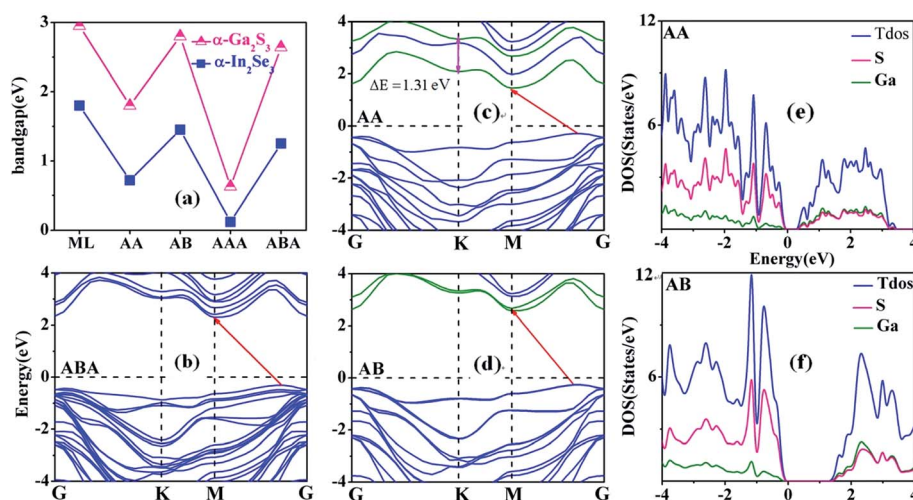 3
2
1
0
bandgap(eV)
α-Ga₂S₃
α-In₂Se₃
(a)
ML AA AB AAA ABA
4
2
0
-2
-4
ΔE = 1.31 eV
AA
(c)
G K M G
AA
Tdos
S
Ga
(e)
DOS(States/eV)
12
6
-4 -2 0 2 4
Energy(eV)
4
2
0
-2
-4
Energy(eV)
ABA
(b)
G K M G
4
2
0
-2
-4
AB
(d)
G K M G
AB
Tdos
S
Ga
(f)
DOS(States/eV)
12
6
-4 -2 0 2 4